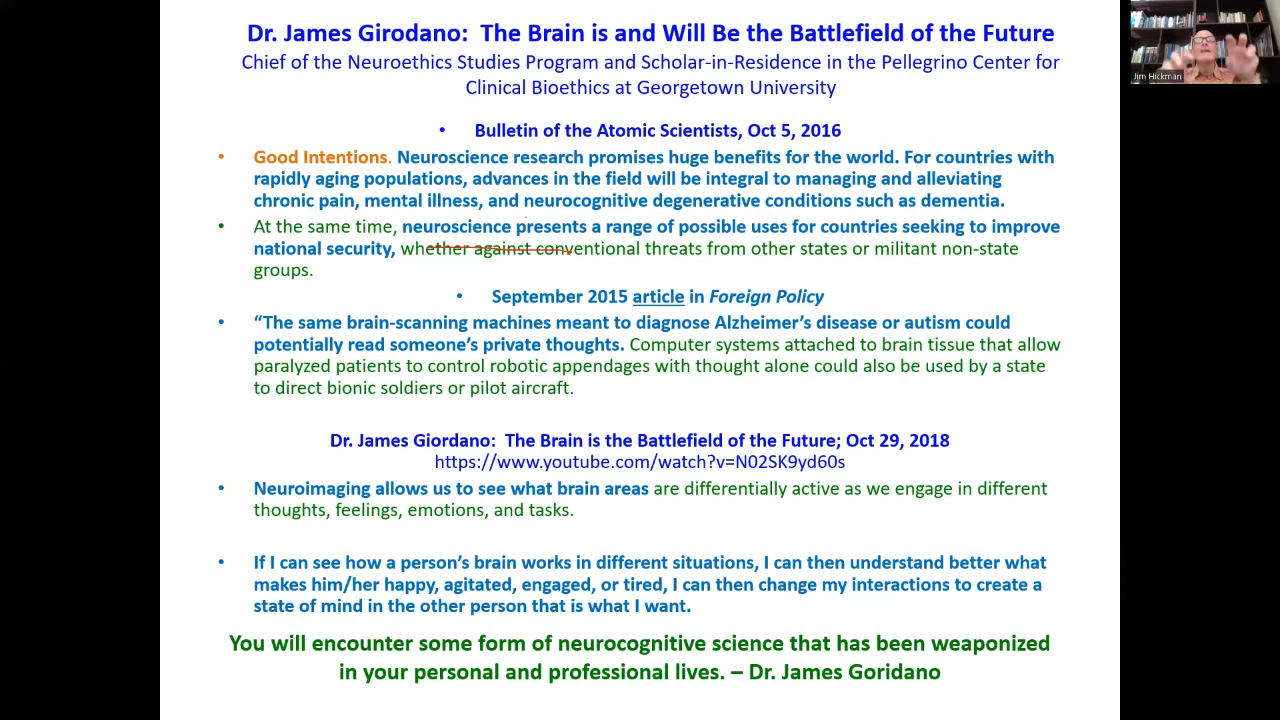 Dr. James Girodano:  The Brain is and Will Be the Battlefield of the Future
Chief of the Neuroethics Studies Program and Scholar-in-Residence in the Pellegrino Center for
Clinical Bioethics at Georgetown University
• Bulletin of the Atomic Scientists, Oct 5, 2016
• Good Intentions. Neuroscience research promises huge benefits for the world. For countries with
rapidly aging populations, advances in the field will be integral to managing and alleviating
chronic pain, mental illness, and neurocognitive degenerative conditions such as dementia.
• At the same time, neuroscience presents a range of possible uses for countries seeking to improve
national security, whether against conventional threats from other states or militant non-state
groups.
• September 2015 article in Foreign Policy
• “The same brain-scanning machines meant to diagnose Alzheimer’s disease or autism could
potentially read someone’s private thoughts. Computer systems attached to brain tissue that allow
paralyzed patients to control robotic appendages with thought alone could also be used by a state
to direct bionic soldiers or pilot aircraft.
Dr. James Giordano:  The Brain is the Battlefield of the Future; Oct 29, 2018
https://www.youtube.com/watch?v=N02SK9yd60s
• Neuroimaging allows us to see what brain areas are differentially active as we engage in different
thoughts, feelings, emotions, and tasks.
• If I can see how a person’s brain works in different situations, I can then understand better what
makes him/her happy, agitated, engaged, or tired, I can then change my interactions to create a
state of mind in the other person that is what I want.
You will encounter some form of neurocognitive science that has been weaponized
in your personal and professional lives. – Dr. James Goridano
Jim Hickman